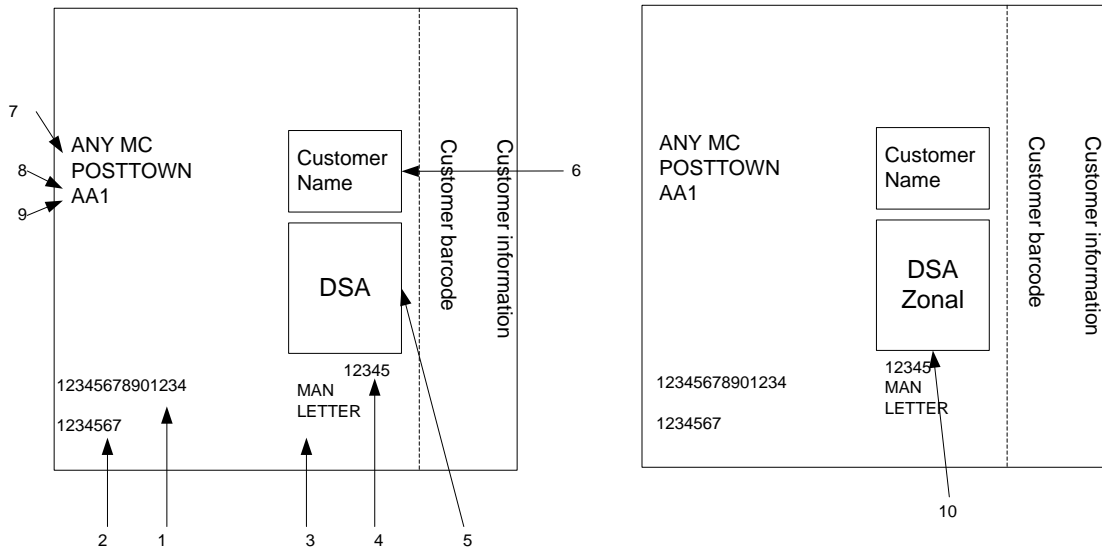 7
8
9
ANY MC
POSTTOWN
AA1
Customer
Name
6
DSA
12345
MAN
LETTER
12345678901234
1234567
Customer barcode
Customer information
2
1
3
4
5
ANY MC
POSTTOWN
AA1
Customer
Name
DSA
Zonal
12345
MAN
LETTER
12345678901234
1234567
Customer barcode
Customer information
10